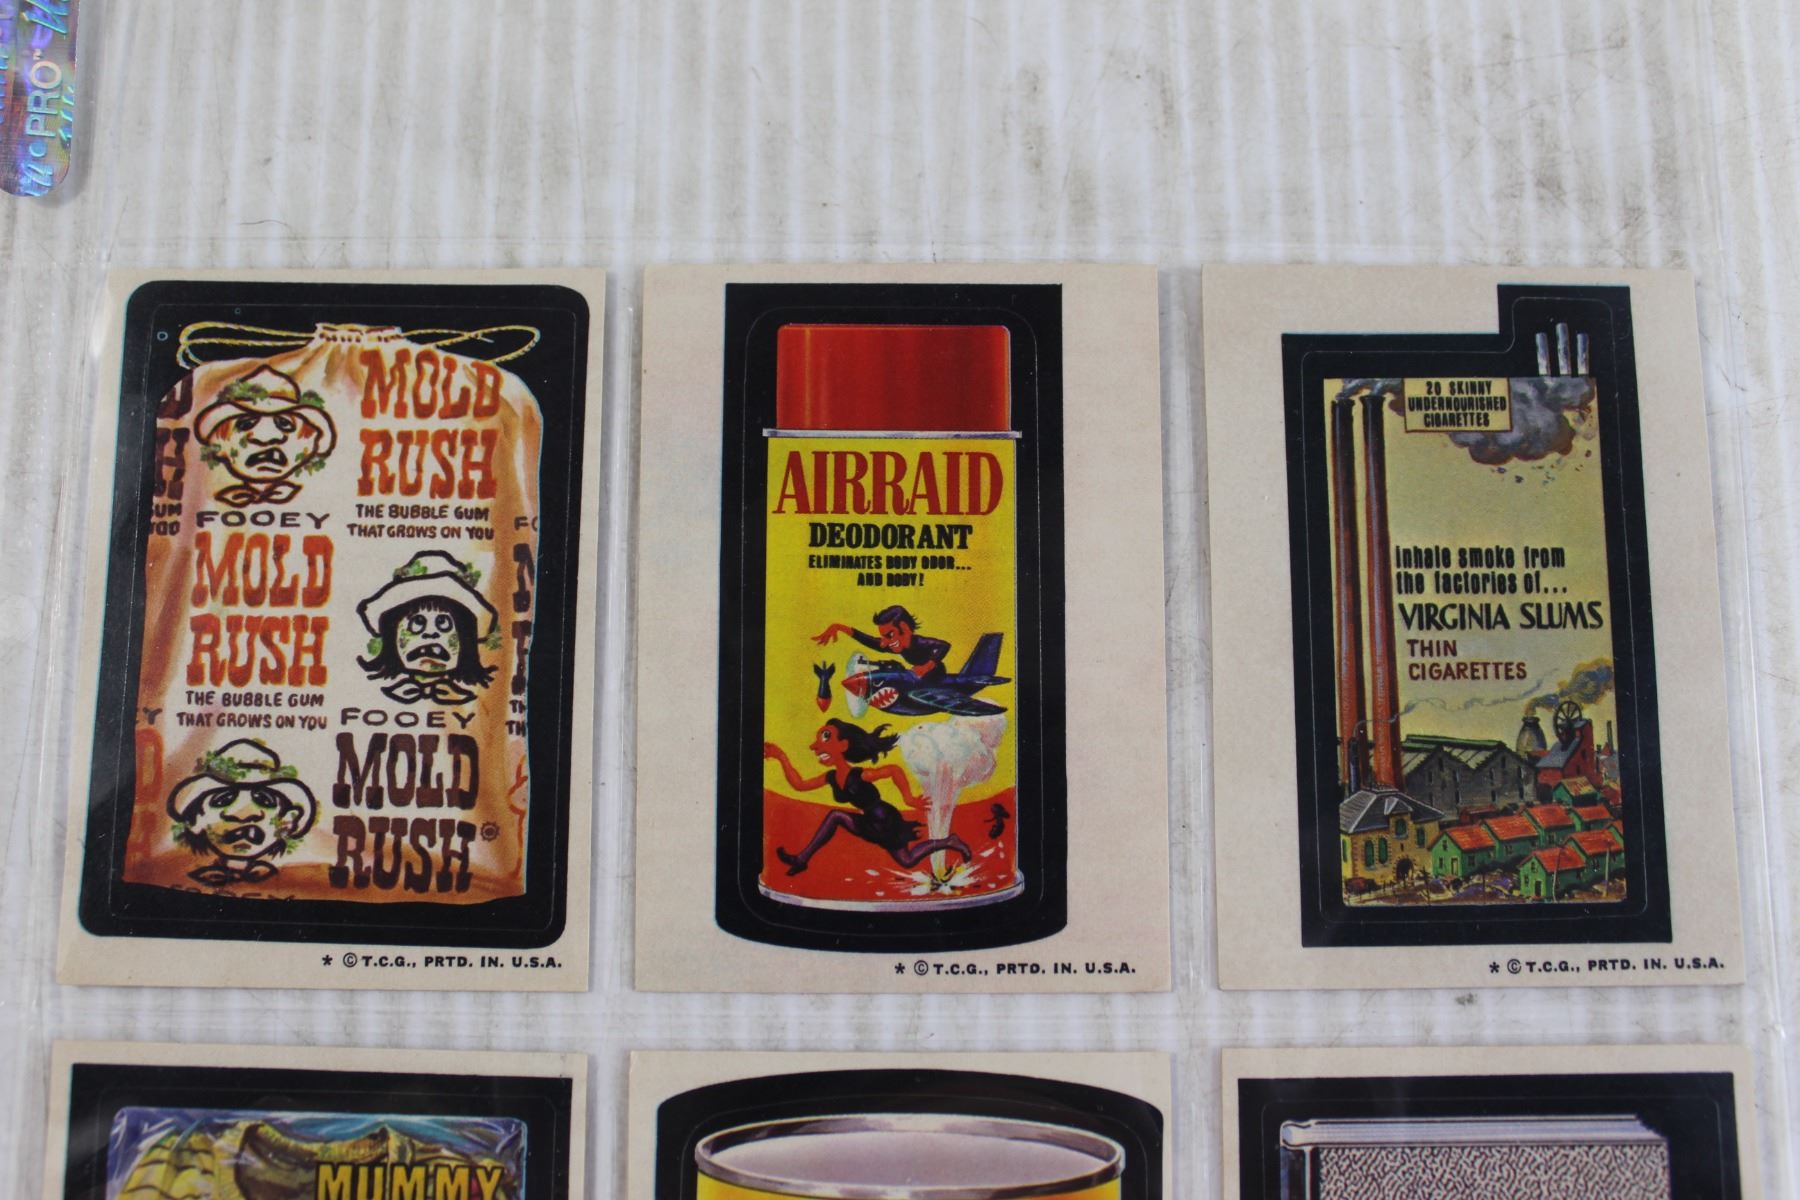 PRO™
MOLD
RUSH
THE BUBBLE GUM
THAT GROWS ON YOU
FOOEY
MOLD
RUSH
THE BUBBLE GUM
THAT GROWS ON YOU
FOOEY
MOLD
RUSH
* © T.C.G., PRTD. IN. U.S.A.
AIRRAID
DEODORANT
ELIMINATES BODY ODOR...
AND BODY!
* © T.C.G., PRTD. IN. U.S.A.
20 SKINNY
UNDERNOURISHED
CIGARETTES
inhale smoke from
the factories of...
VIRGINIA SLUMS
THIN
CIGARETTES
* © T.C.G., PRTD. IN. U.S.A.
MUMMY